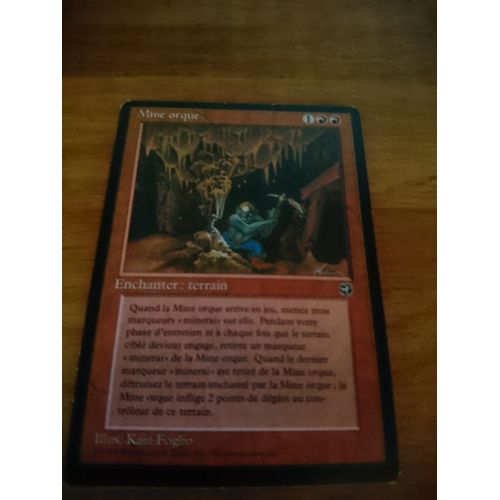 Mine orque
1
Enchanter : terrain
Quand la Mine orque arrive en jeu, mettez trois
marqueurs «minerai» sur elle. Pendant votre
phase d'entretien et à chaque fois que le terrain
ciblé devient engagé, retirez un marqueur
«minerai» de la Mine orque. Quand le dernier
marqueur «minerai» est retiré de la Mine orque,
détruisez le terrain enchanté par la Mine orque ; la
Mine orque inflige 2 points de dégâts au con-
trôleur de ce terrain.
Illus. Kaja Foglio